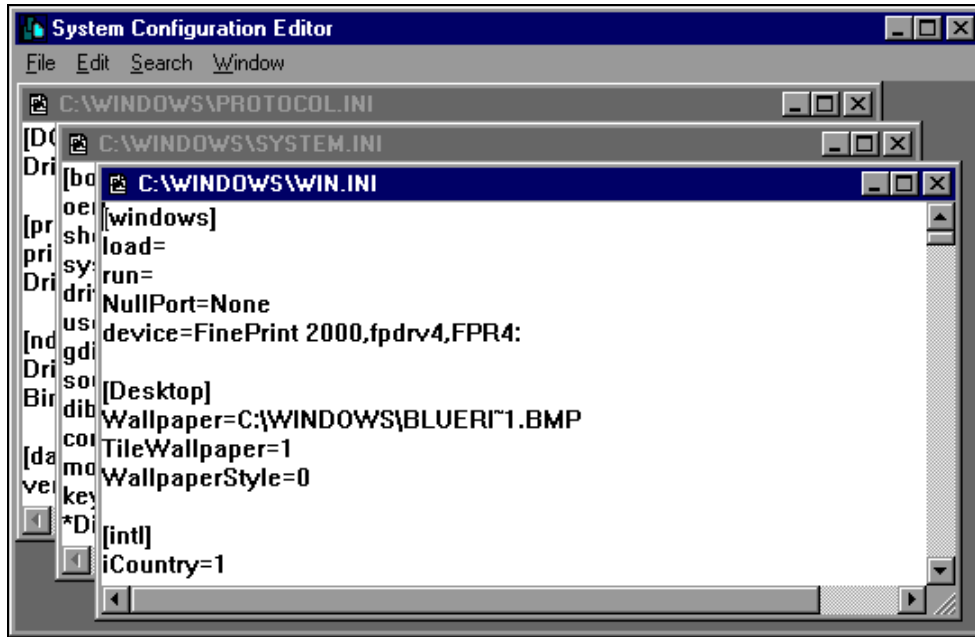 System Configuration Editor
File Edit Search Window
C:\WINDOWS\PROTOCOL.INI
C:\WINDOWS\SYSTEM.INI
C:\WINDOWS\WIN.INI
[windows]
load=
run=
NullPort=None
device=FinePrint 2000,fpdrv4,FPR4:
[Desktop]
Wallpaper=C:\WINDOWS\BLUERI~1.BMP
TileWallpaper=1
WallpaperStyle=0
[intl]
iCountry=1